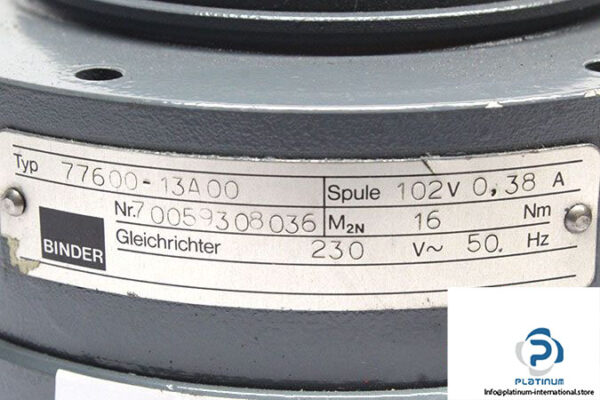 Typ 77600-13A00
Spule 102V 0,38 A
Nr. 70059308036
M2N 16 Nm
BINDER
Gleichrichter 230 V~ 50. Hz
PLATINUM
Info@platinum-international.store